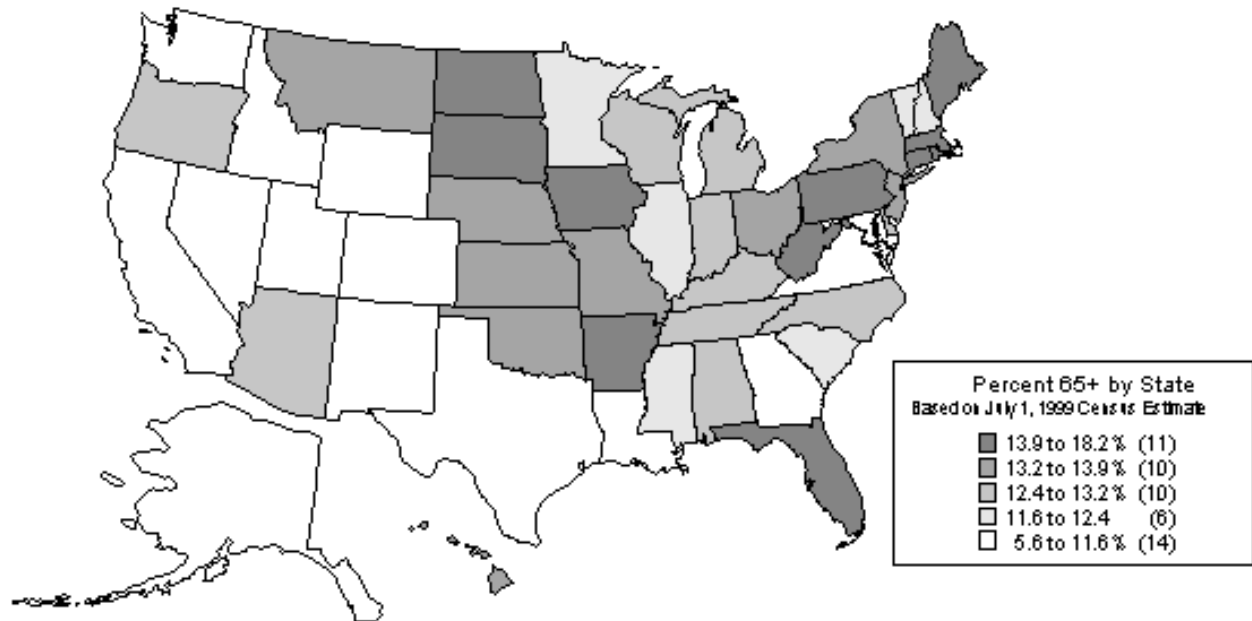 Percent 65+ by State
Based on July 1, 1999 Census Estimate
13.9 to 18.2% (11)
13.2 to 13.9% (10)
12.4 to 13.2% (10)
11.6 to 12.4 (6)
5.6 to 11.6% (14)